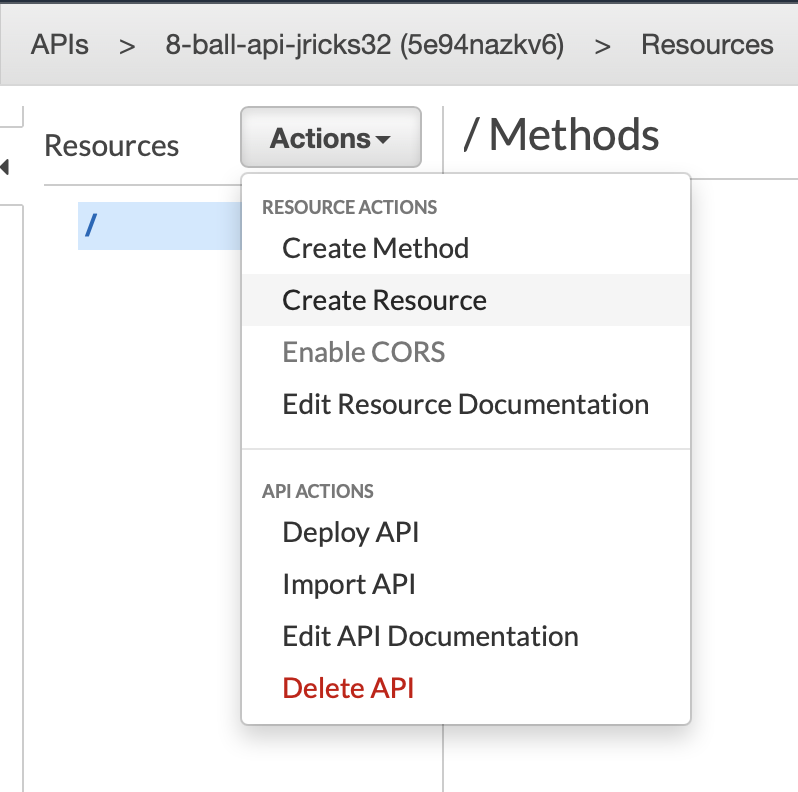 APIs > 8-ball-api-jricks32 (5e94nazkv6) > Resources
Resources
Actions
/ Methods
/
RESOURCE ACTIONS
Create Method
Create Resource
Enable CORS
Edit Resource Documentation
API ACTIONS
Deploy API
Import API
Edit API Documentation
Delete API